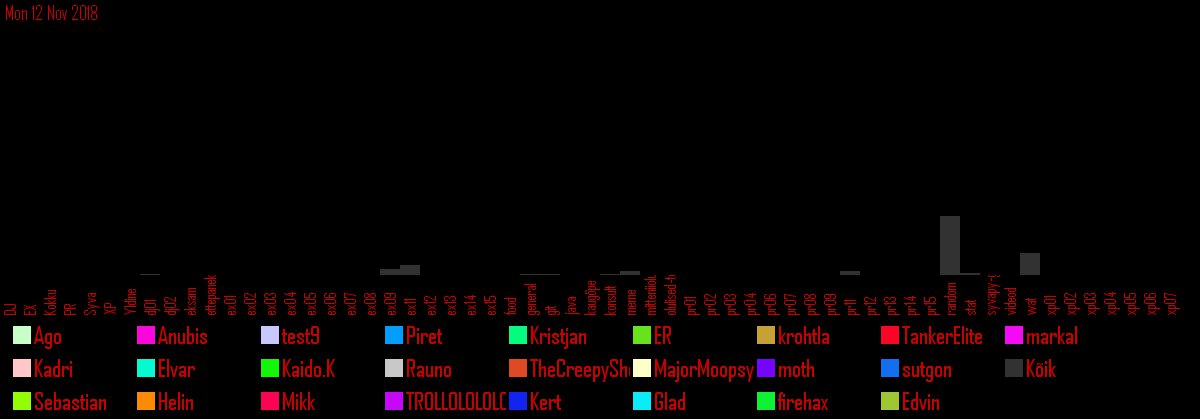 Mon 12 Nov 2018
DJ EX Kokku PR Syva XP Yldine dj01 dj02 eksam ettepanek ex01 ex02 ex03 ex04 ex05 ex06 ex07 ex08 ex09 ex11 ex12 ex13 ex14 ex15 food general git java kaugõpe konsult meme olulised-h pr01 pr02 pr03 pr04 pr06 pr07 pr08 pr09 pr11 pr12 pr13 pr14 pr15 random stat videod wat xp01 xp02 xp03 xp04 xp05 xp06 xp07
Ago Anubis test9 Piret Kristjan ER krohtla TankerElite markal
Kadri Elvar Kaido.K Rauno TheCreepySh MajorMoopsy moth sutgon Kõik
Sebastian Helin Mikk TROLLOLOLOLO Kert Glad firehax Edvin